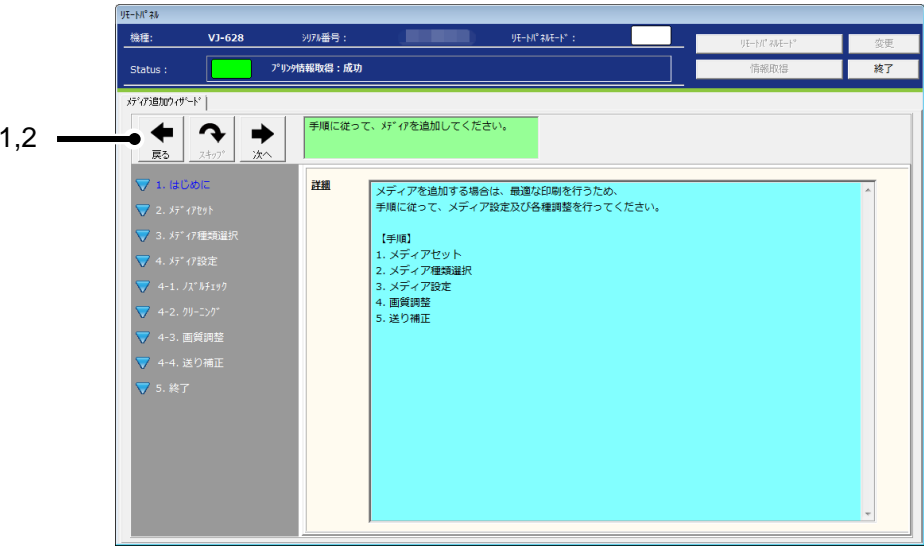 ﾘﾓｰﾄﾊﾟﾈﾙ
機種: VJ-628 ｼﾘｱﾙ番号： ﾘﾓｰﾄﾊﾟﾈﾙﾓｰﾄﾞ： ﾘﾓｰﾄﾊﾟﾈﾙﾓｰﾄﾞ 変更
Status： ﾌﾟﾘﾝﾀ情報取得：成功 情報取得 終了
ﾒﾃﾞｨｱ追加ｳｨｻﾞｰﾄﾞ
1,2
戻る ｽｷｯﾌﾟ 次へ
手順に従って、ﾒﾃﾞｨｱを追加してください。
1. はじめに
2. ﾒﾃﾞｨｱｾｯﾄ
3. ﾒﾃﾞｨｱ種類選択
4. ﾒﾃﾞｨｱ設定
4-1. ﾉｽﾞﾙﾁｪｯｸ
4-2. ｸﾘｰﾆﾝｸﾞ
4-3. 画質調整
4-4. 送り補正
5. 終了
詳細
メディアを追加する場合は、最適な印刷を行うため、
手順に従って、メディア設定及び各種調整を行ってください。
【手順】
1. メディアセット
2. メディア種類選択
3. メディア設定
4. 画質調整
5. 送り補正